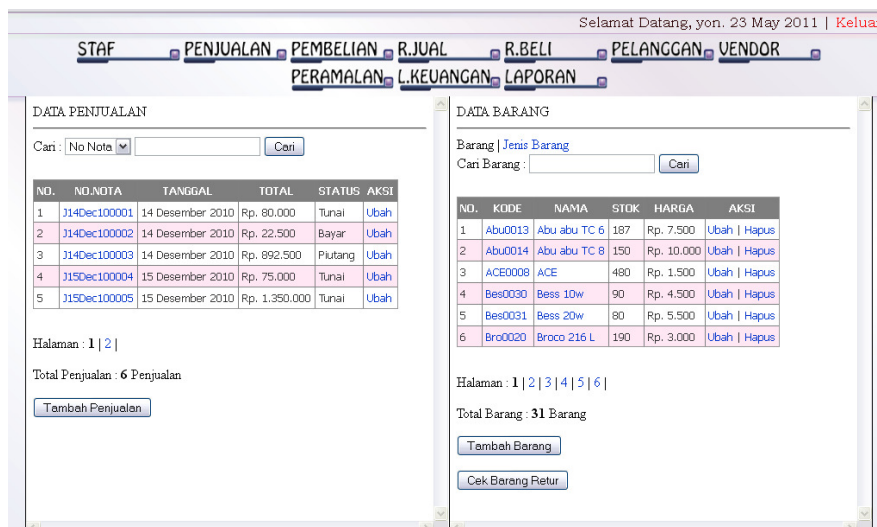 Selamat Datang, yon. 23 May 2011 | Kelua
STAF PENJUALAN PEMBELIAN R.JUAL R.BELI PELANGGAN VENDOR
PERAMALAN L.KEUANGAN LAPORAN
DATA PENJUALAN
Cari : No Nota Cari
NO. NO.NOTA TANGGAL TOTAL STATUS AKSI
1 J14Dec100001 14 Desember 2010 Rp. 80.000 Tunai Ubah
2 J14Dec100002 14 Desember 2010 Rp. 22.500 Bayar Ubah
3 J14Dec100003 14 Desember 2010 Rp. 892.500 Piutang Ubah
4 J15Dec100004 15 Desember 2010 Rp. 75.000 Tunai Ubah
5 J15Dec100005 15 Desember 2010 Rp. 1.350.000 Tunai Ubah
Halaman : 1 | 2 |
Total Penjualan : 6 Penjualan
Tambah Penjualan
DATA BARANG
Barang | Jenis Barang
Cari Barang : Cari
NO. KODE NAMA STOK HARGA AKSI
1 Abu0013 Abu abu TC 6 187 Rp. 7.500 Ubah | Hapus
2 Abu0014 Abu abu TC 8 150 Rp. 10.000 Ubah | Hapus
3 ACE0008 ACE 480 Rp. 1.500 Ubah | Hapus
4 Bes0030 Bess 10w 90 Rp. 4.500 Ubah | Hapus
5 Bes0031 Bess 20w 80 Rp. 5.500 Ubah | Hapus
6 Bro0020 Broco 216 L 190 Rp. 3.000 Ubah | Hapus
Halaman : 1 | 2 | 3 | 4 | 5 | 6 |
Total Barang : 31 Barang
Tambah Barang
Cek Barang Retur